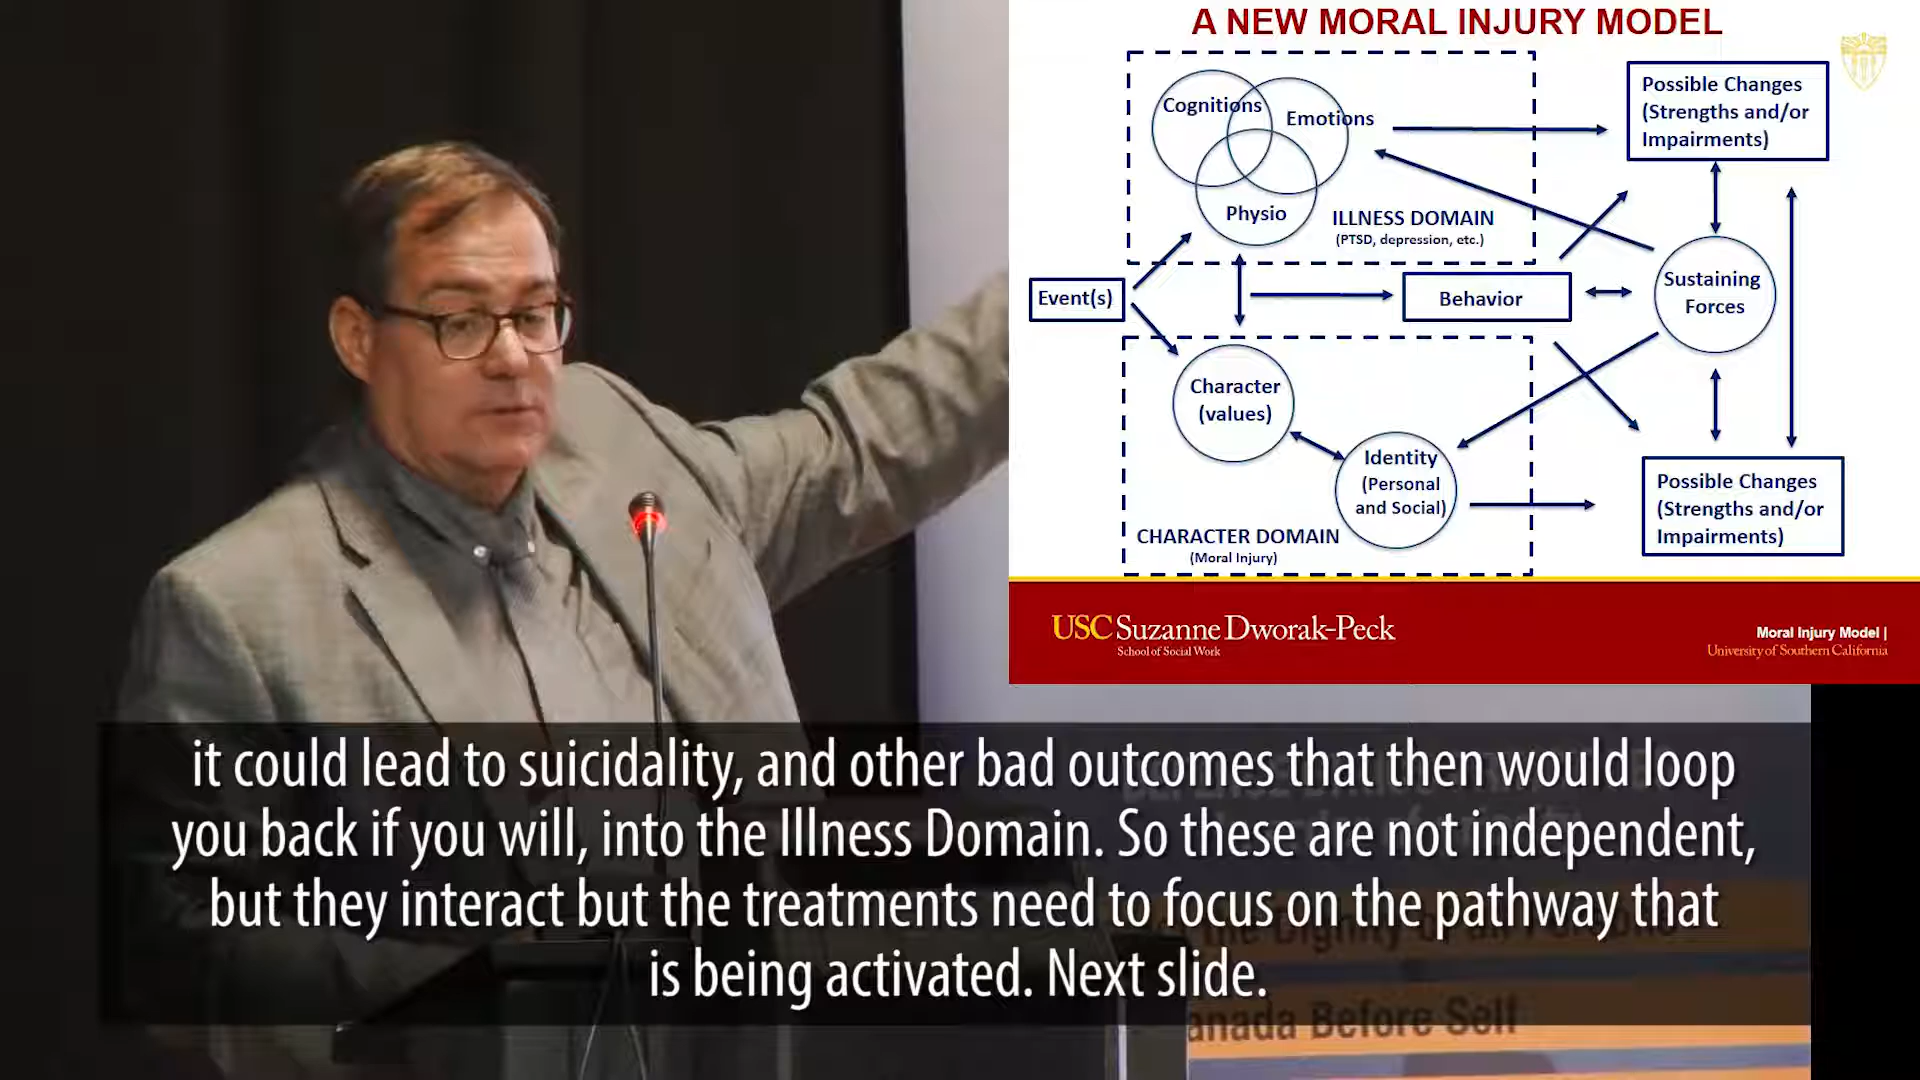 A NEW MORAL INJURY MODEL
Cognitions
Emotions
Physio
ILLNESS DOMAIN
(PTSD, depression, etc.)
Possible Changes
(Strengths and/or
Impairments)
Event(s)
Behavior
Sustaining
Forces
Character
(values)
Identity
(Personal
and Social)
CHARACTER DOMAIN
(Moral Injury)
Possible Changes
(Strengths and/or
Impairments)
USC Suzanne Dworak-Peck
School of Social Work
Moral Injury Model |
University of Southern California
it could lead to suicidality, and other bad outcomes that then would loop
you back if you will, into the Illness Domain. So these are not independent,
but they interact but the treatments need to focus on the pathway that
is being activated. Next slide.
the Dignity of all Persons
anada Before Self